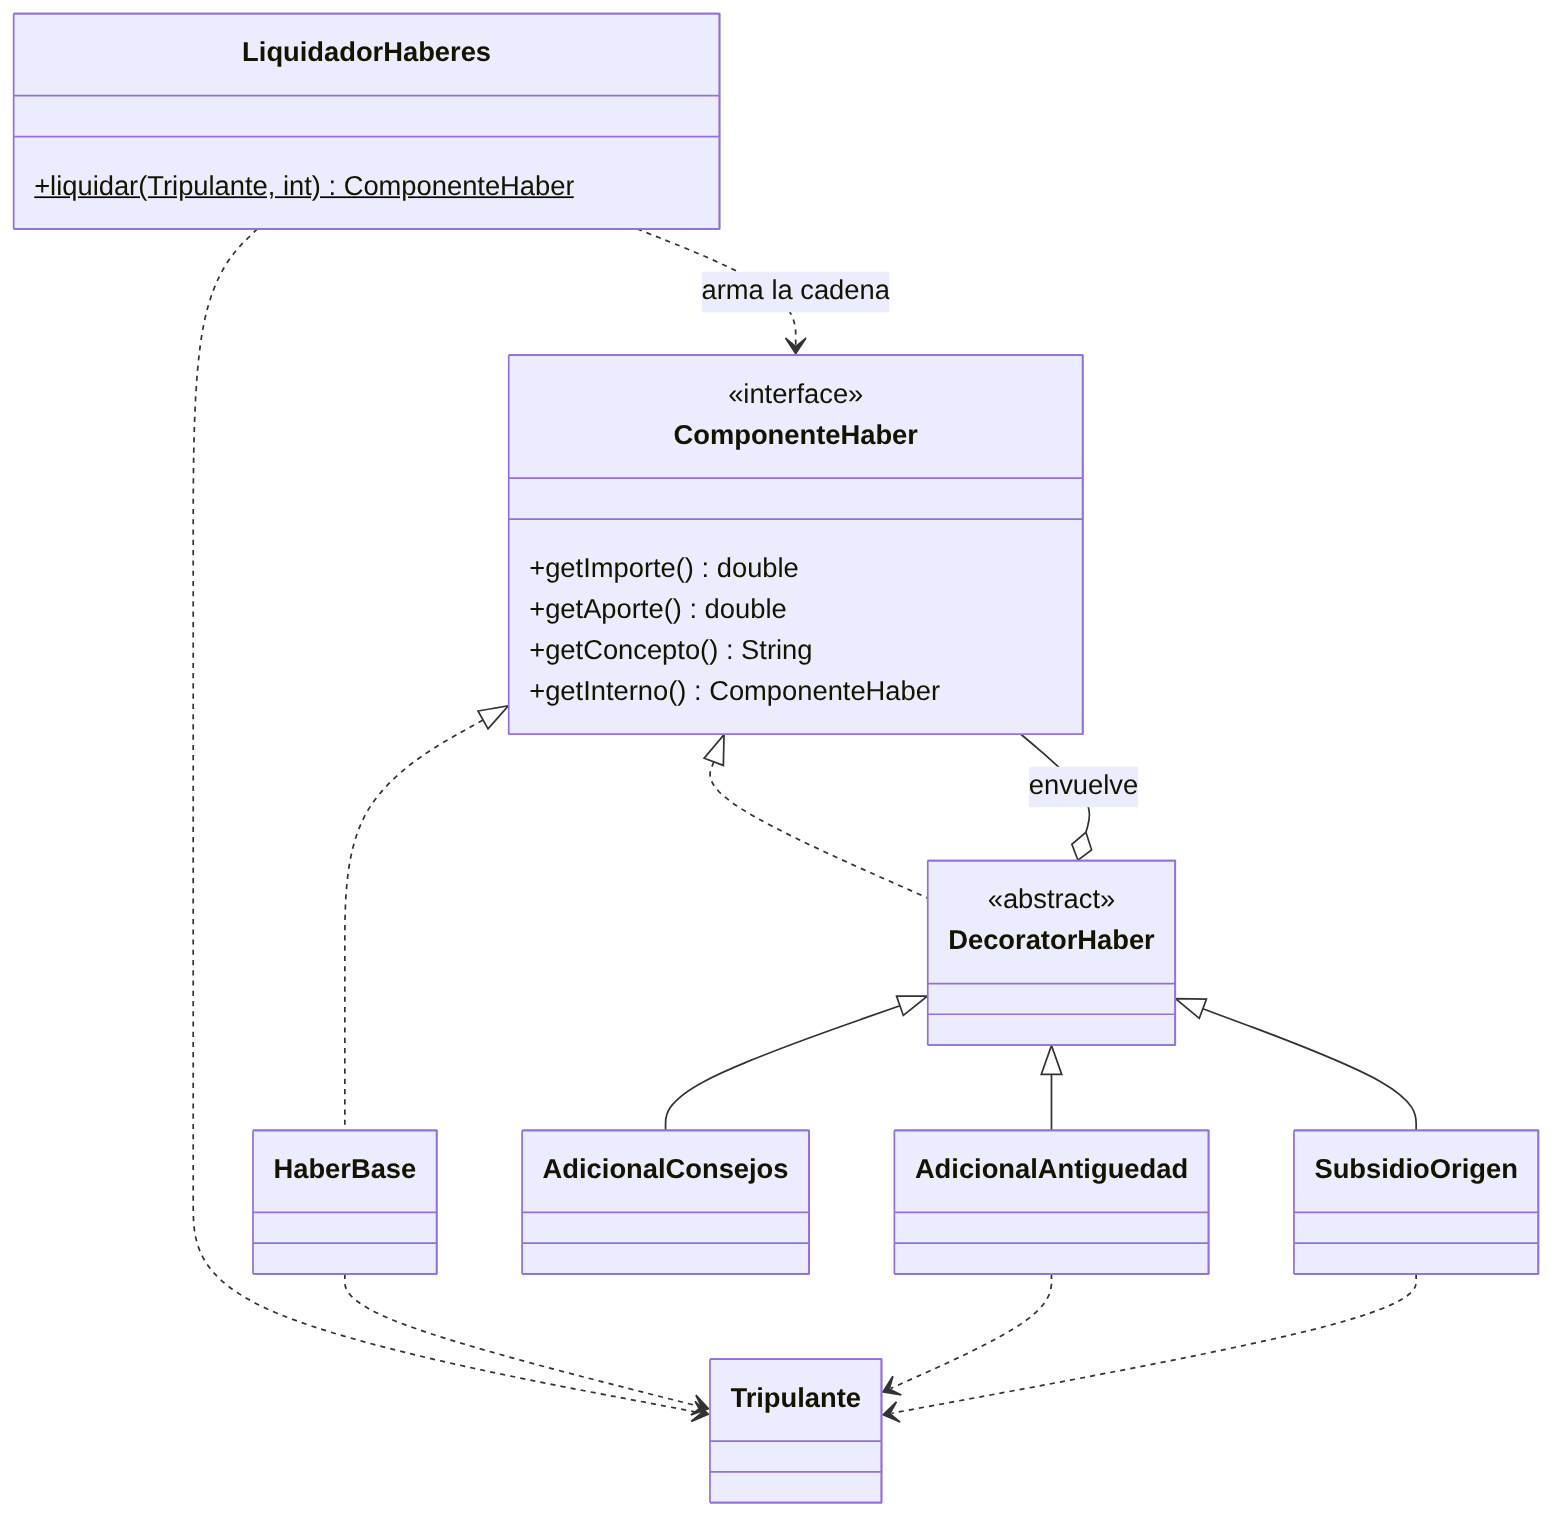 LiquidadorHaberes
+liquidar(Tripulante, int) : ComponenteHaber
arma la cadena
«interface»
ComponenteHaber
+getImporte() : double
+getAporte() : double
+getConcepto() : String
+getInterno() : ComponenteHaber
envuelve
«abstract»
DecoratorHaber
HaberBase
AdicionalConsejos
AdicionalAntiguedad
SubsidioOrigen
Tripulante